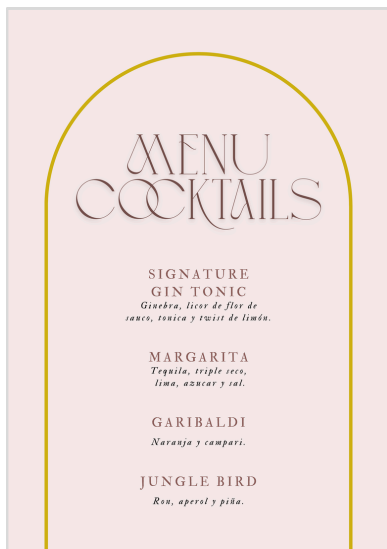 MENU
COCKTAILS
SIGNATURE
GIN TONIC
Ginebra, licor de flor de
sauco, tonica y twist de limón.
MARGARITA
Tequila, triple seco,
lima, azucar y sal.
GARIBALDI
Naranja y campari.
JUNGLE BIRD
Ron, aperol y piña.